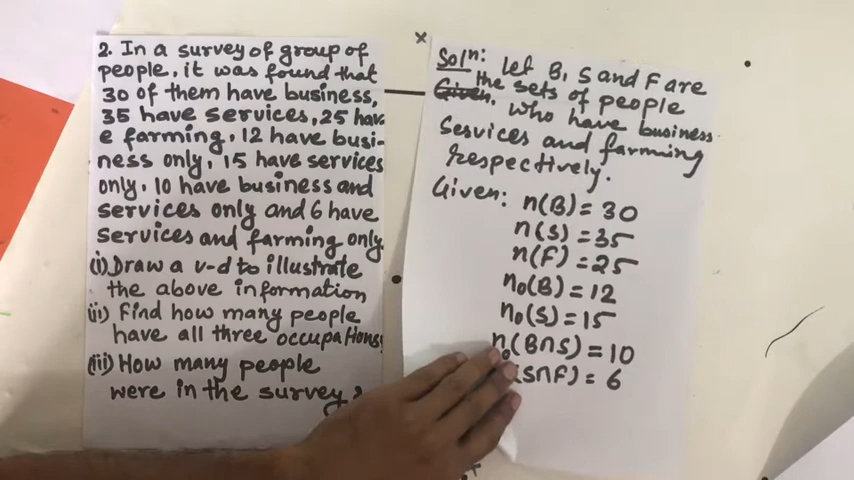 2. In a survey of group of
people, it was found that
30 of them have business,
35 have services, 25 hav
e farming, 12 have busi-
ness only, 15 have services
only, 10 have business and
services only and 6 have
services and farming only.
(i) Draw a v-d to illustrate
the above information
(ii) Find how many people
have all three occupations?
(iii) How many people
were in the survey?
Solⁿ: Let B, S and F are
the sets of people
who have business
services and farming
respectively.
Given: n(B) = 30
n(S) = 35
n(F) = 25
n₀(B) = 12
n₀(S) = 15
n₀(B∩S) = 10
(S∩F) = 6